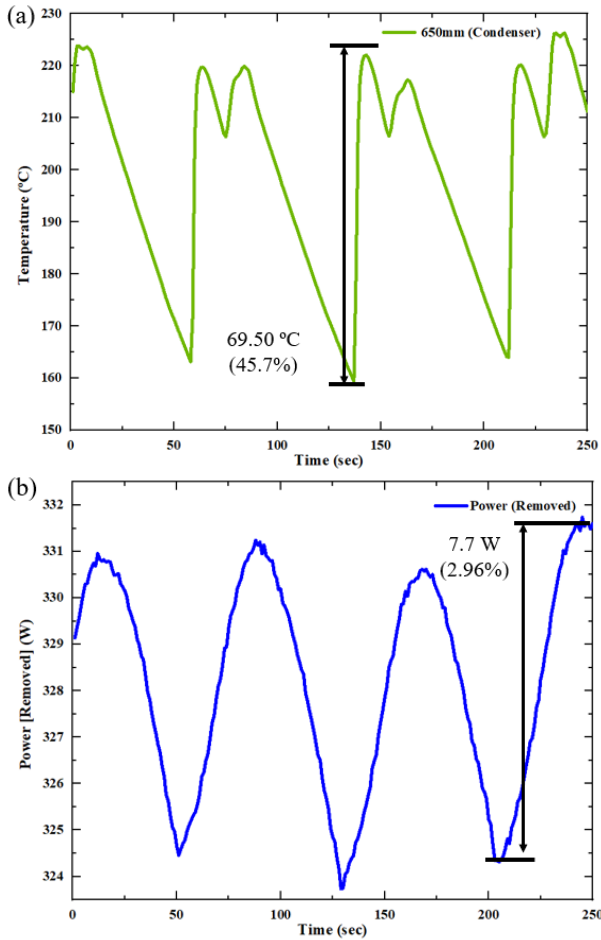 (a)
650mm (Condenser)
230
220
210
200
190
180
170
160
150
Temperature (ºC)
69.50 ºC
(45.7%)
0 50 100 150 200 250
Time (sec)
(b)
Power (Removed)
332
331
330
329
328
327
326
325
324
Power [Removed] (W)
7.7 W
(2.96%)
0 50 100 150 200 250
Time (sec)